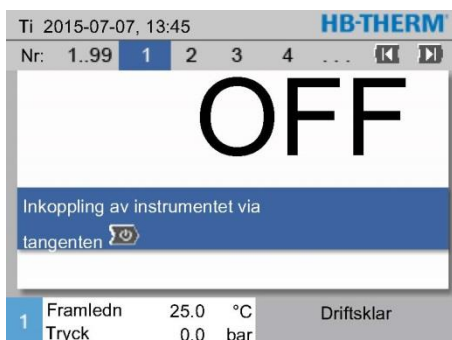 Ti 2015-07-07, 13:45 HB-THERM
Nr: 1..99 1 2 3 4 ...
OFF
Inkoppling av instrumentet via
tangenten
1 Framledn 25.0 °C Driftsklar
Tryck 0.0 bar